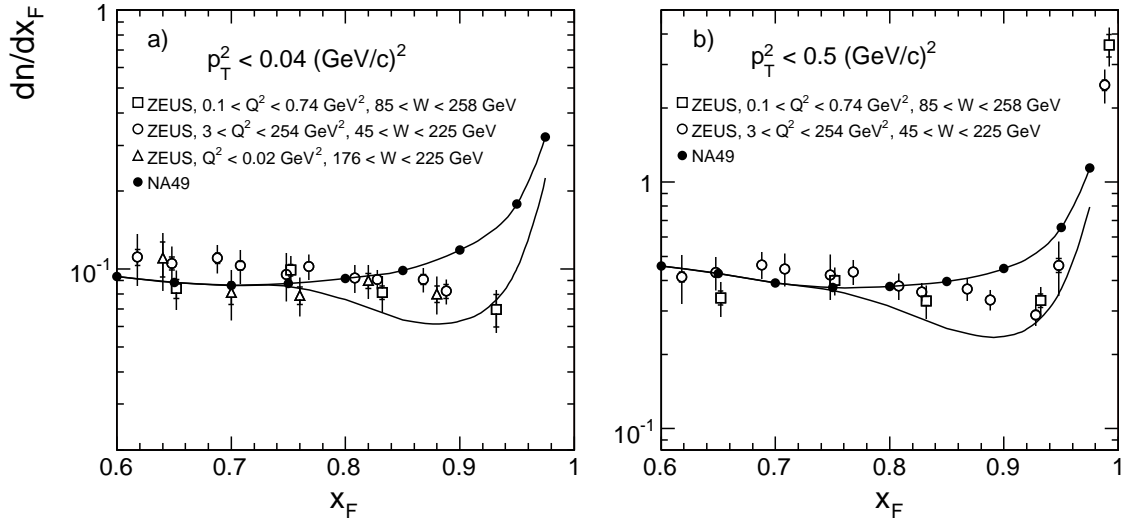 dn/dx_F
a)
p_T^2 < 0.04 (GeV/c)^2
ZEUS, 0.1 < Q^2 < 0.74 GeV^2, 85 < W < 258 GeV
ZEUS, 3 < Q^2 < 254 GeV^2, 45 < W < 225 GeV
ZEUS, Q^2 < 0.02 GeV^2, 176 < W < 225 GeV
NA49
1
10^-1
0.6 0.7 0.8 0.9 1
x_F
b)
p_T^2 < 0.5 (GeV/c)^2
ZEUS, 0.1 < Q^2 < 0.74 GeV^2, 85 < W < 258 GeV
ZEUS, 3 < Q^2 < 254 GeV^2, 45 < W < 225 GeV
NA49
1
10^-1
0.6 0.7 0.8 0.9 1
x_F